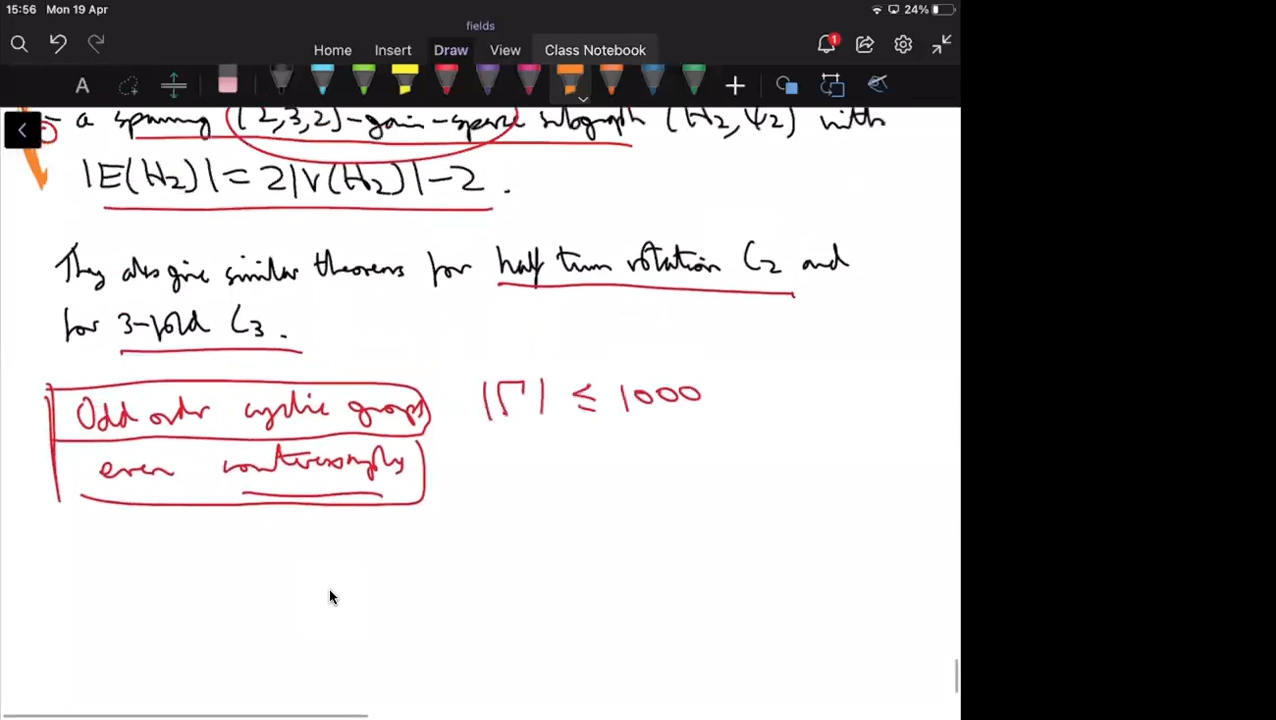 15:56 Mon 19 Apr 24%
fields
Home Insert Draw View Class Notebook
1
A
- a spanning (2,3,2)-gain-sparse subgraph (H₂,Ψ₂) with
|E(H₂)| = 2|V(H₂)| - 2.
They also give similar theorems for half turn rotation C₂ and
for 3-fold C₃.
Odd order cyclic groups |Γ| ≤ 1000
even counterexamples